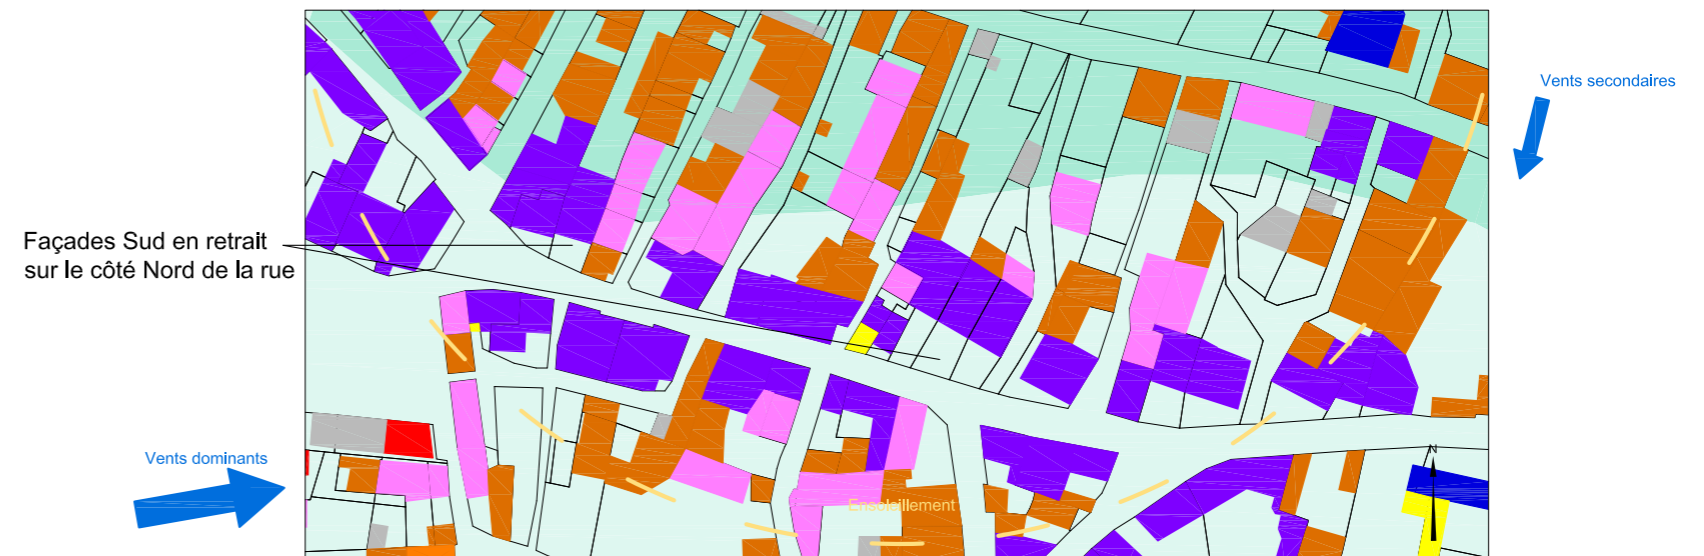 Vents secondaires
Façades Sud en retrait
sur le côté Nord de la rue
Vents dominants
N
Ensoleillement